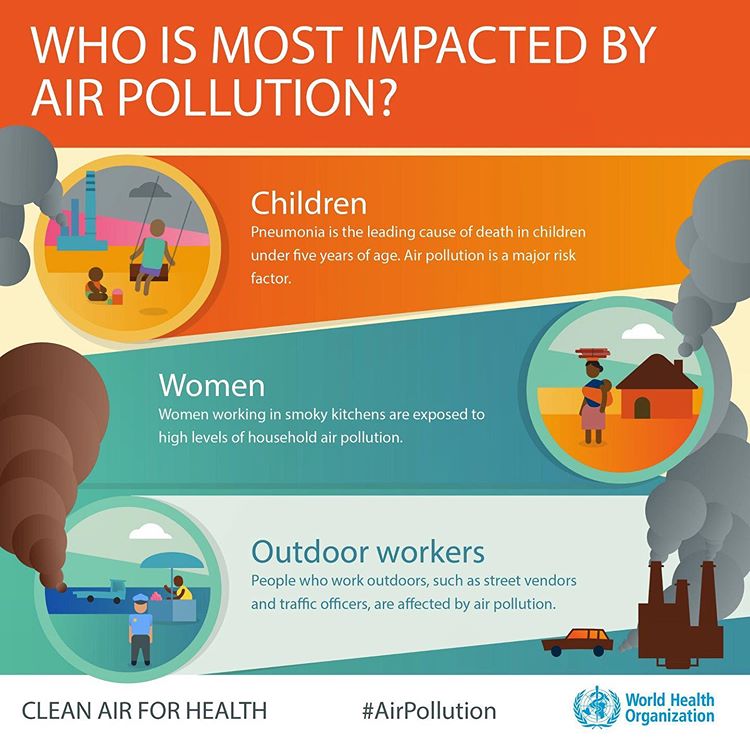 WHO IS MOST IMPACTED BY
AIR POLLUTION?
Children
Pneumonia is the leading cause of death in children
under five years of age. Air pollution is a major risk
factor.
Women
Women working in smoky kitchens are exposed to
high levels of household air pollution.
Outdoor workers
People who work outdoors, such as street vendors
and traffic officers, are affected by air pollution.
CLEAN AIR FOR HEALTH
#AirPollution
World Health
Organization